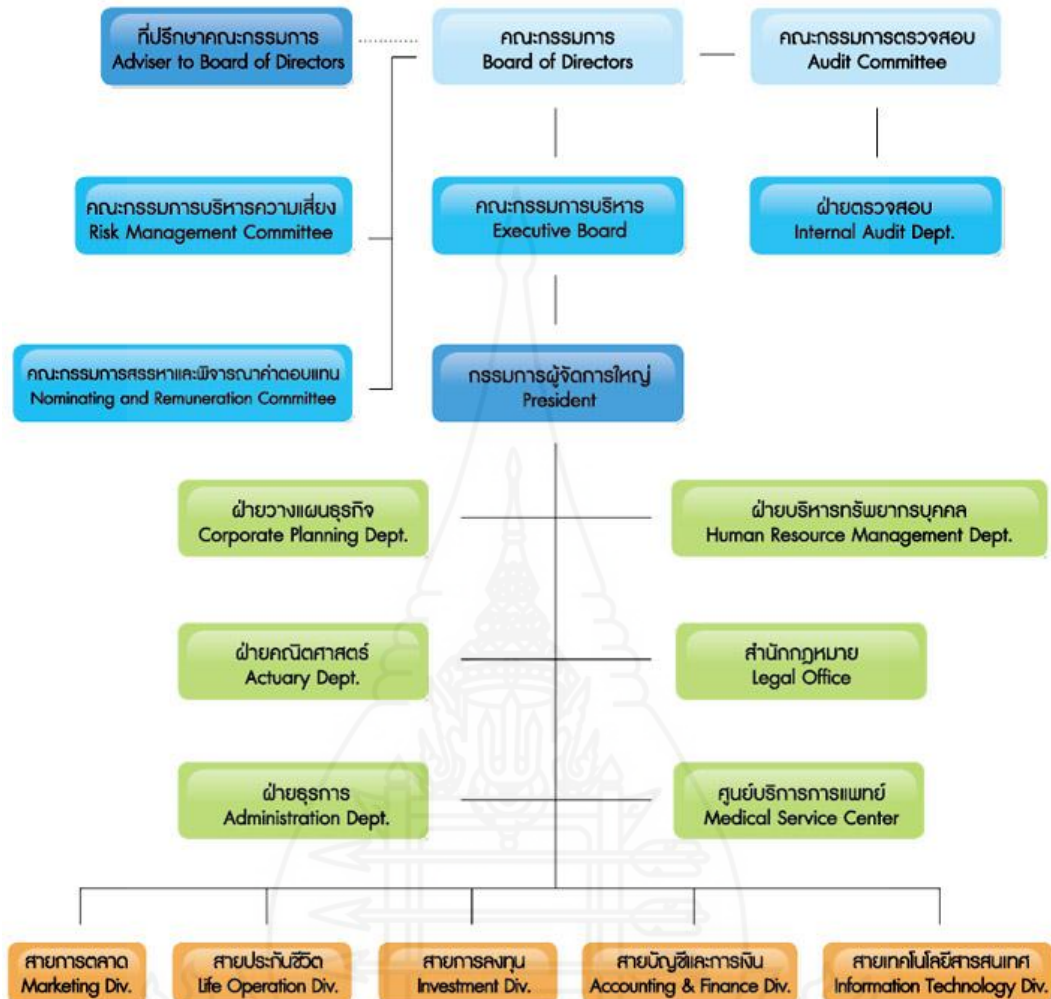 ที่ปรึกษาคณะกรรมการ
Adviser to Board of Directors
คณะกรรมการ
Board of Directors
คณะกรรมการตรวจสอบ
Audit Committee
คณะกรรมการบริหารความเสี่ยง
Risk Management Committee
คณะกรรมการบริหาร
Executive Board
ฝ่ายตรวจสอบ
Internal Audit Dept.
คณะกรรมการสรรหาและพิจารณาค่าตอบแทน
Nominating and Remuneration Committee
กรรมการผู้จัดการใหญ่
President
ฝ่ายวางแผนธุรกิจ
Corporate Planning Dept.
ฝ่ายบริหารทรัพยากรบุคคล
Human Resource Management Dept.
ฝ่ายคณิตศาสตร์
Actuary Dept.
สำนักกฎหมาย
Legal Office
ฝ่ายธุรการ
Administration Dept.
ศูนย์บริการการแพทย์
Medical Service Center
สายการตลาด
Marketing Div.
สายประกันชีวิต
Life Operation Div.
สายการลงทุน
Investment Div.
สายบัญชีและการเงิน
Accounting & Finance Div.
สายเทคโนโลยีสารสนเทศ
Information Technology Div.